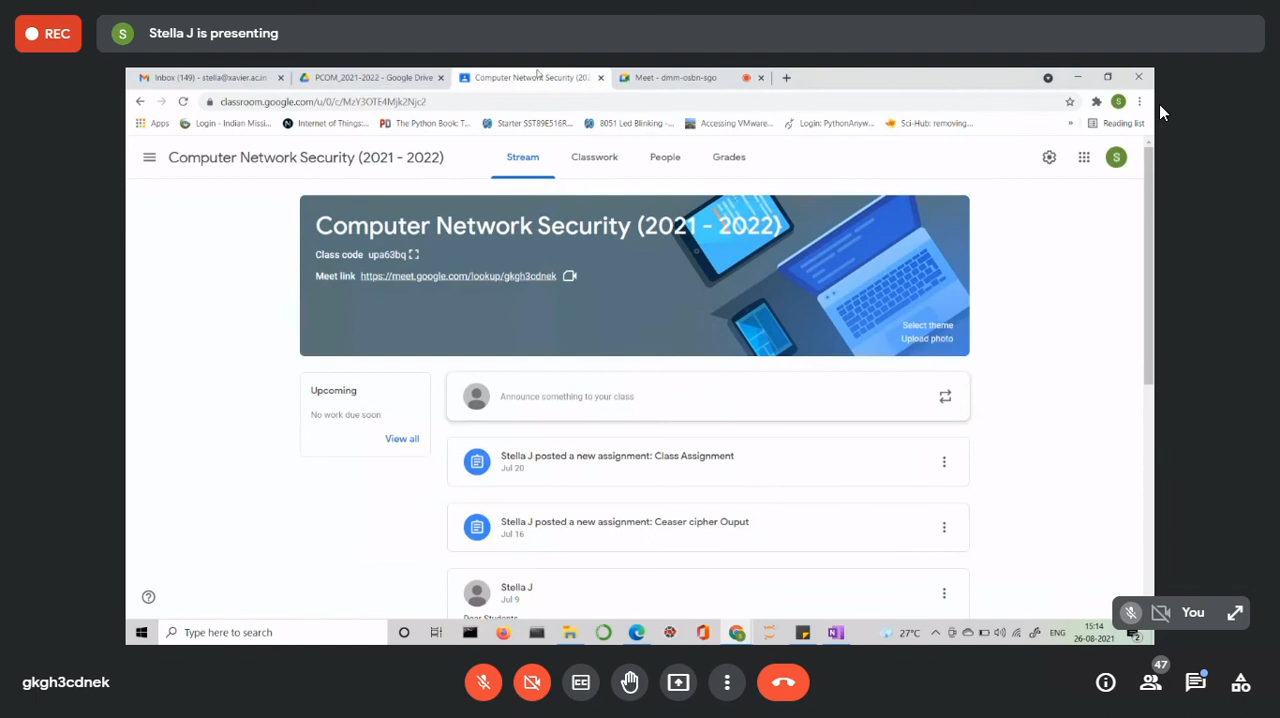 REC
S
Stella J is presenting
Inbox (149) - stella@xavier.ac.in
PCOM_2021-2022 - Google Drive
Computer Network Security (202
Meet - dmm-osbn-sgo
classroom.google.com/u/0/c/MzY3OTE4Mjk2Njc2
S
Apps
Login - Indian Missi...
Internet of Things:...
The Python Book: T...
Starter SST89E516R...
8051 Led Blinking -...
Accessing VMware...
Login: PythonAnyw...
Sci-Hub: removing...
»
Reading list
Computer Network Security (2021 - 2022)
Stream
Classwork
People
Grades
S
Computer Network Security (2021 - 2022)
Class code upa63bq
Meet link https://meet.google.com/lookup/gkgh3cdnek
Select theme
Upload photo
Upcoming
No work due soon
View all
Announce something to your class
Stella J posted a new assignment: Class Assignment
Jul 20
Stella J posted a new assignment: Ceaser cipher Ouput
Jul 16
Stella J
Jul 9
Dear Students,
You
Type here to search
27°C
ENG
15:14
26-08-2021
2
gkgh3cdnek
CC
47